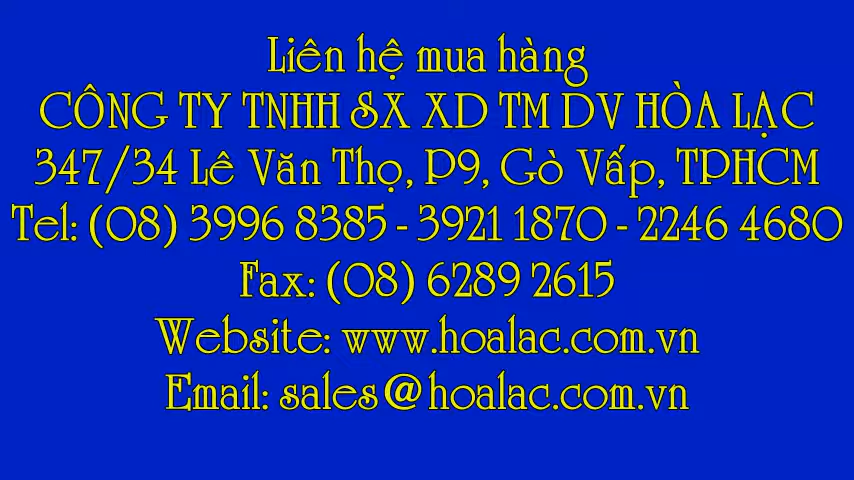 Liên hệ mua hàng
CÔNG TY TNHH SX XD TM DV HÒA LẠC
347/34 Lê Văn Thọ, P9, Gò Vấp, TPHCM
Tel: (08) 3996 8385 - 3921 1870 - 2246 4680
Fax: (08) 6289 2615
Website: www.hoalac.com.vn
Email: sales@hoalac.com.vn